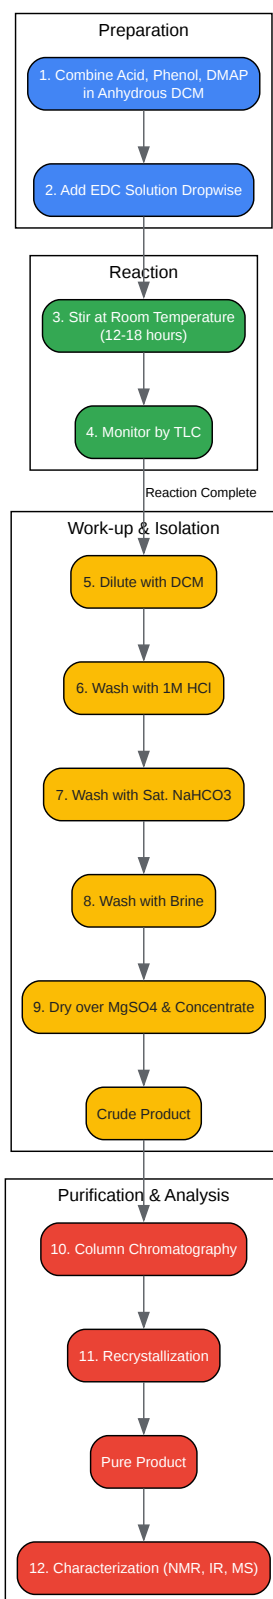 Preparation
1. Combine Acid, Phenol, DMAP
in Anhydrous DCM
2. Add EDC Solution Dropwise
Reaction
3. Stir at Room Temperature
(12-18 hours)
4. Monitor by TLC
Reaction Complete
Work-up & Isolation
5. Dilute with DCM
6. Wash with 1M HCl
7. Wash with Sat. NaHCO3
8. Wash with Brine
9. Dry over MgSO4 & Concentrate
Crude Product
Purification & Analysis
10. Column Chromatography
11. Recrystallization
Pure Product
12. Characterization (NMR, IR, MS)